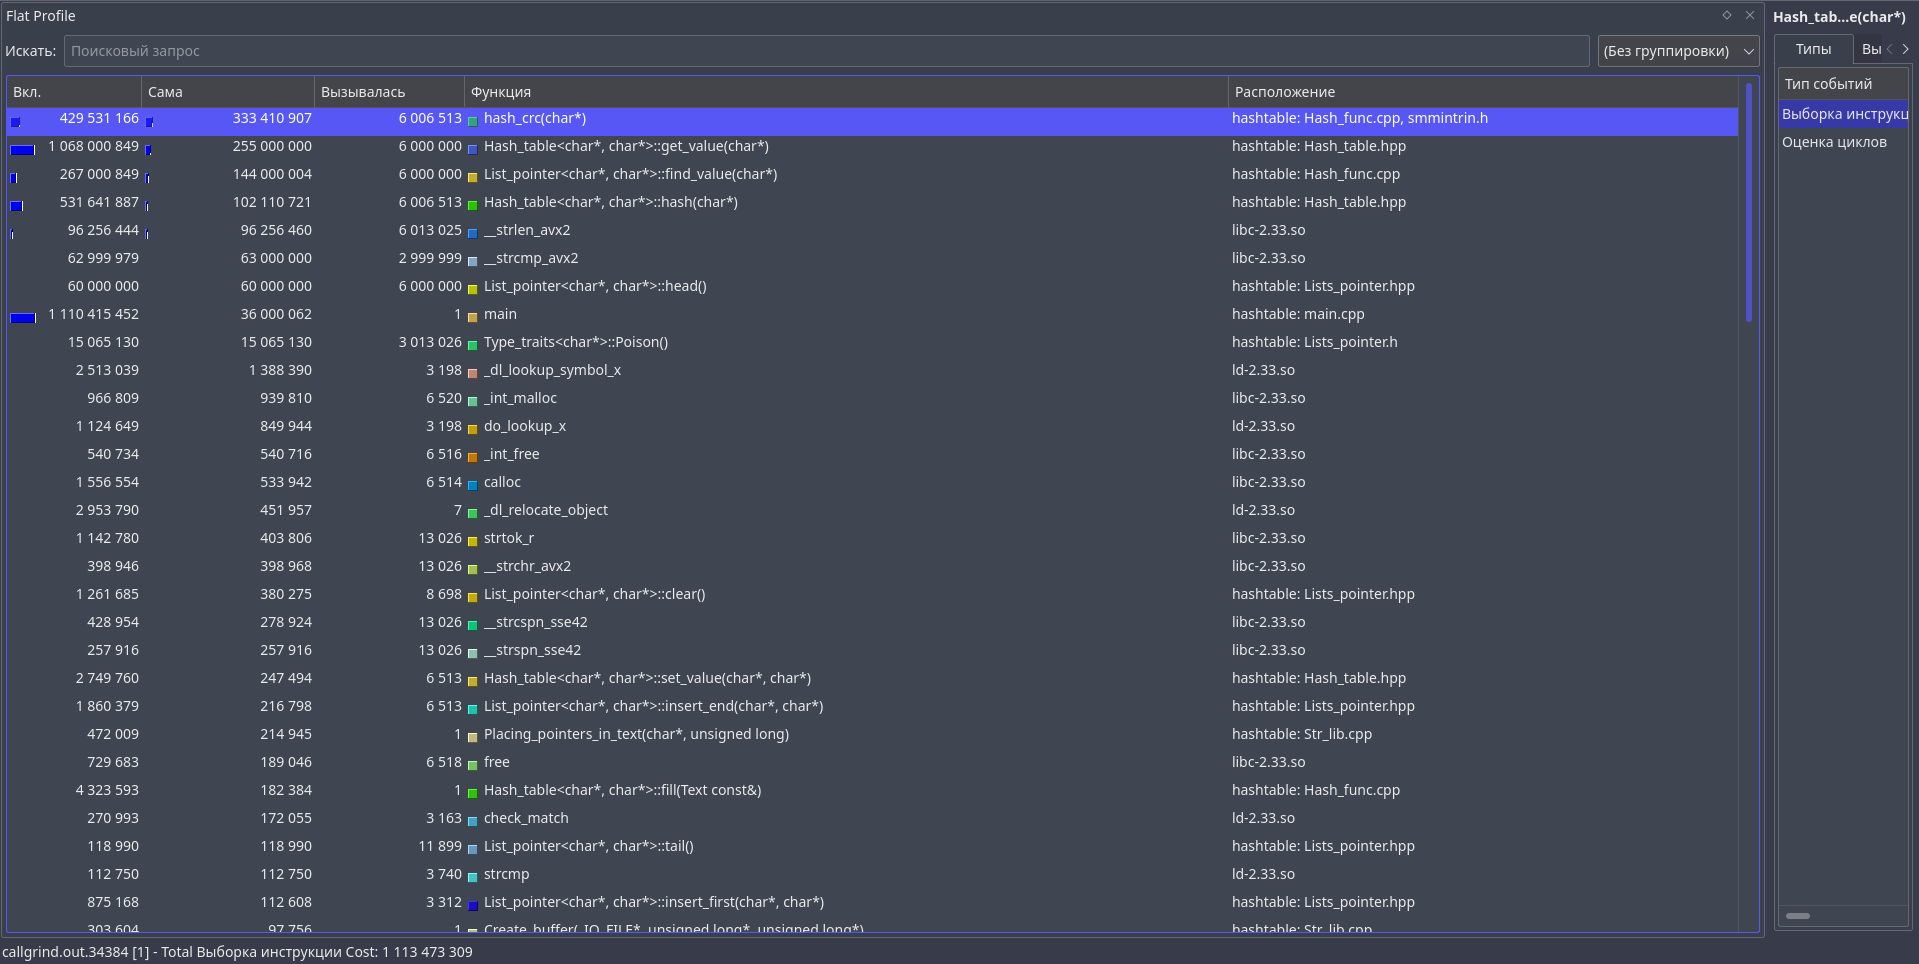 Flat Profile
Hash_tab...e(char*)
Искать: Поисковый запрос (Без группировки)
Типы Вы
Вкл. Сама Вызывалась Функция Расположение
Тип событий
429 531 166 333 410 907 6 006 513 hash_crc(char*) hashtable: Hash_func.cpp, smmintrin.h
Выборка инструкц
1 068 000 849 255 000 000 6 000 000 Hash_table<char*, char*>::get_value(char*) hashtable: Hash_table.hpp
Оценка циклов
267 000 849 144 000 004 6 000 000 List_pointer<char*, char*>::find_value(char*) hashtable: Hash_func.cpp
531 641 887 102 110 721 6 006 513 Hash_table<char*, char*>::hash(char*) hashtable: Hash_table.hpp
96 256 444 96 256 460 6 013 025 __strlen_avx2 libc-2.33.so
62 999 979 63 000 000 2 999 999 __strcmp_avx2 libc-2.33.so
60 000 000 60 000 000 6 000 000 List_pointer<char*, char*>::head() hashtable: Lists_pointer.hpp
1 110 415 452 36 000 062 1 main hashtable: main.cpp
15 065 130 15 065 130 3 013 026 Type_traits<char*>::Poison() hashtable: Lists_pointer.h
2 513 039 1 388 390 3 198 _dl_lookup_symbol_x ld-2.33.so
966 809 939 810 6 520 _int_malloc libc-2.33.so
1 124 649 849 944 3 198 do_lookup_x ld-2.33.so
540 734 540 716 6 516 _int_free libc-2.33.so
1 556 554 533 942 6 514 calloc libc-2.33.so
2 953 790 451 957 7 _dl_relocate_object ld-2.33.so
1 142 780 403 806 13 026 strtok_r libc-2.33.so
398 946 398 968 13 026 __strchr_avx2 libc-2.33.so
1 261 685 380 275 8 698 List_pointer<char*, char*>::clear() hashtable: Lists_pointer.hpp
428 954 278 924 13 026 __strcspn_sse42 libc-2.33.so
257 916 257 916 13 026 __strspn_sse42 libc-2.33.so
2 749 760 247 494 6 513 Hash_table<char*, char*>::set_value(char*, char*) hashtable: Hash_table.hpp
1 860 379 216 798 6 513 List_pointer<char*, char*>::insert_end(char*, char*) hashtable: Lists_pointer.hpp
472 009 214 945 1 Placing_pointers_in_text(char*, unsigned long) hashtable: Str_lib.cpp
729 683 189 046 6 518 free libc-2.33.so
4 323 593 182 384 1 Hash_table<char*, char*>::fill(Text const&) hashtable: Hash_func.cpp
270 993 172 055 3 163 check_match ld-2.33.so
118 990 118 990 11 899 List_pointer<char*, char*>::tail() hashtable: Lists_pointer.hpp
112 750 112 750 3 740 strcmp ld-2.33.so
875 168 112 608 3 312 List_pointer<char*, char*>::insert_first(char*, char*) hashtable: Lists_pointer.hpp
303 604 97 756 1 Create_buffer(_IO_FILE*, unsigned long*, unsigned long*) hashtable: Str_lib.cpp
callgrind.out.34384 [1] - Total Выборка инструкции Cost: 1 113 473 309